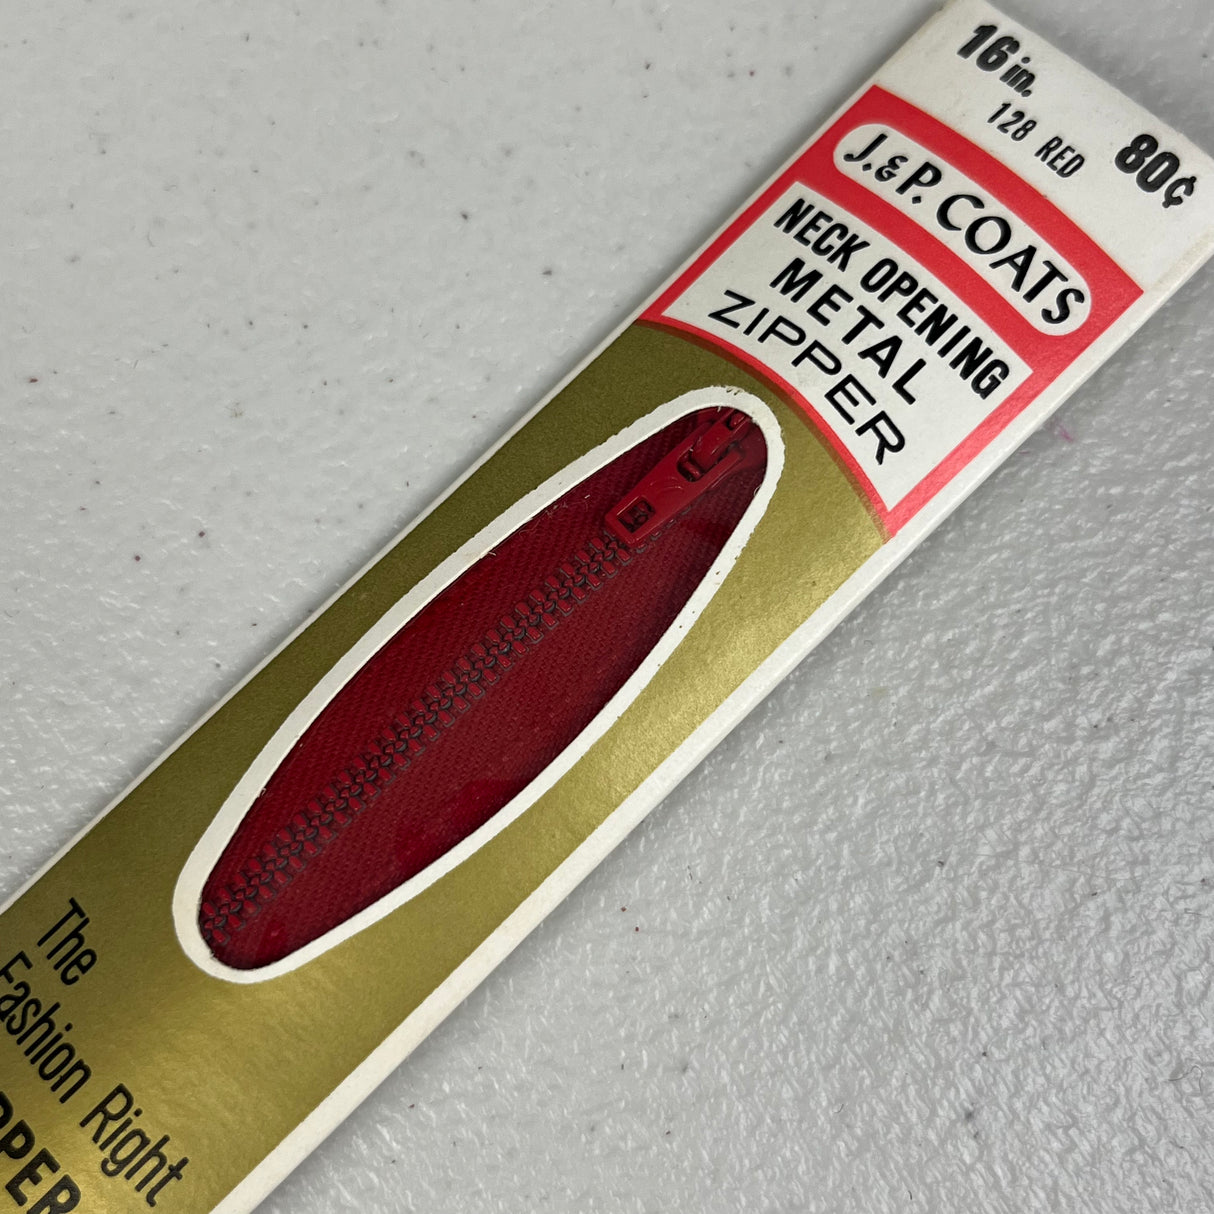 16 in.
128 RED
80¢
J.&P. COATS
NECK OPENING
METAL
ZIPPER
The
Fashion Right